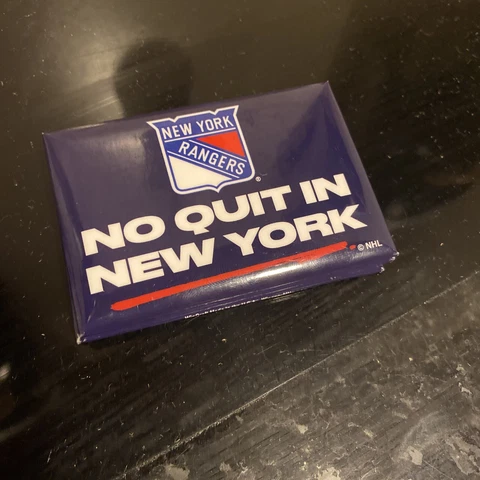 NEW YORK
RANGERS
®
NO QUIT IN
NEW YORK
© NHL